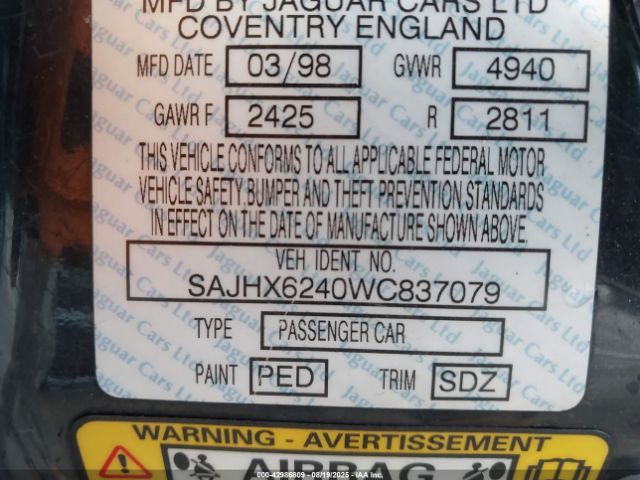 MFD BY JAGUAR CARS LTD
COVENTRY ENGLAND
MFD DATE 03/98 GVWR 4940
GAWR F 2425 R 2811
THIS VEHICLE CONFORMS TO ALL APPLICABLE FEDERAL MOTOR
VEHICLE SAFETY, BUMPER AND THEFT PREVENTION STANDARDS
IN EFFECT ON THE DATE OF MANUFACTURE SHOWN ABOVE.
VEH. IDENT NO.
SAJHX6240WC837079
TYPE PASSENGER CAR
PAINT PED TRIM SDZ
WARNING - AVERTISSEMENT
AIRBAG
000-42986809 - 08/19/2025 - IAAI.COM